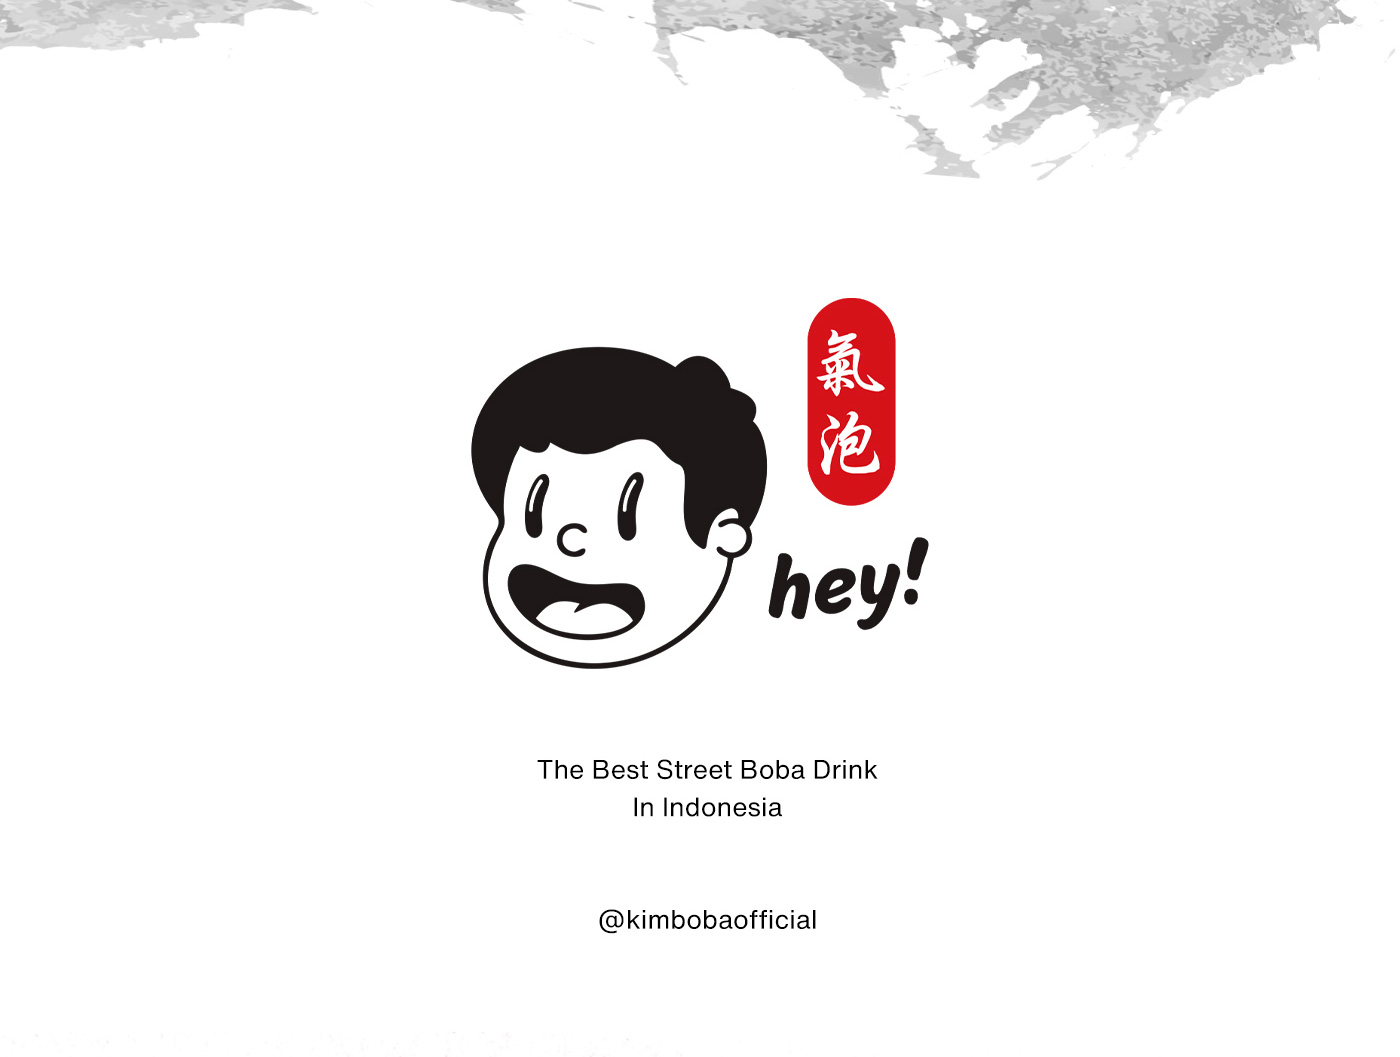 氣泡
hey!
The Best Street Boba Drink
In Indonesia
@kimbobaofficial